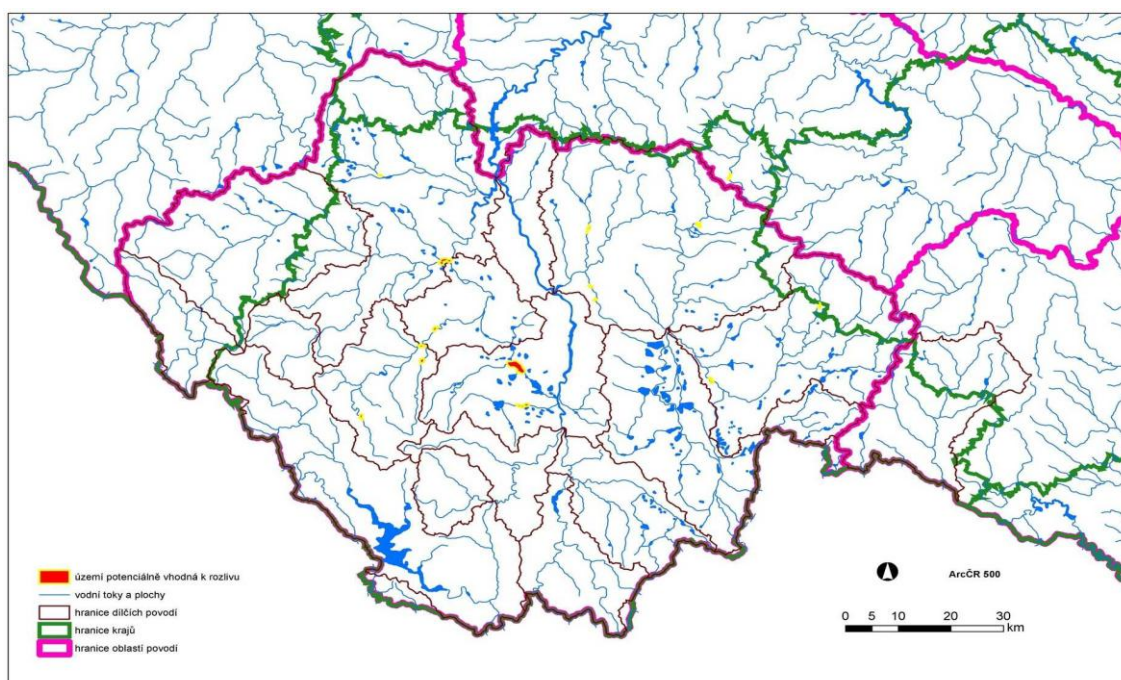 území potenciálně vhodná k rozlivu
vodní toky a plochy
hranice dílčích povodí
hranice krajů
hranice oblastí povodí
ArcČR 500
0 5 10 20 30
km